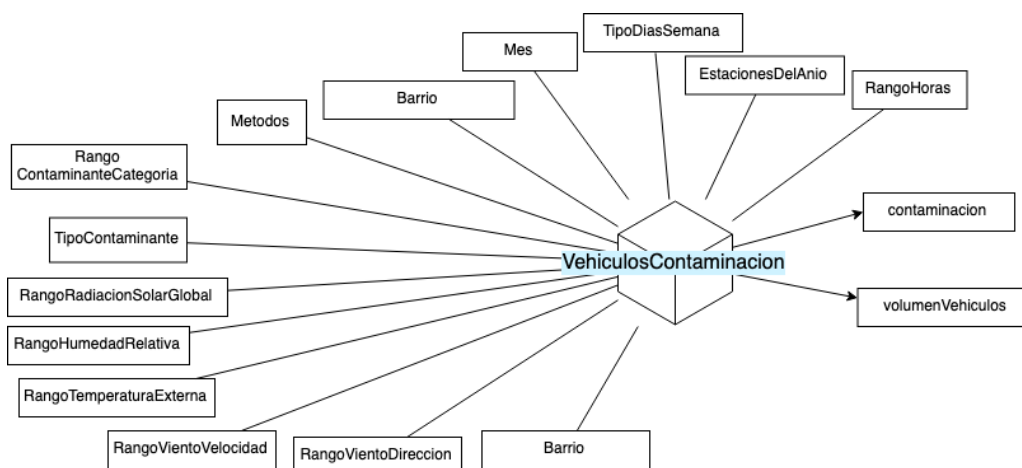 TipoDiasSemana
Mes
EstacionesDelAnio
RangoHoras
Barrio
Metodos
Rango
ContaminanteCategoria
contaminacion
TipoContaminante
VehiculosContaminacion
RangoRadiacionSolarGlobal
volumenVehiculos
RangoHumedadRelativa
RangoTemperaturaExterna
RangoVientoVelocidad
RangoVientoDireccion
Barrio